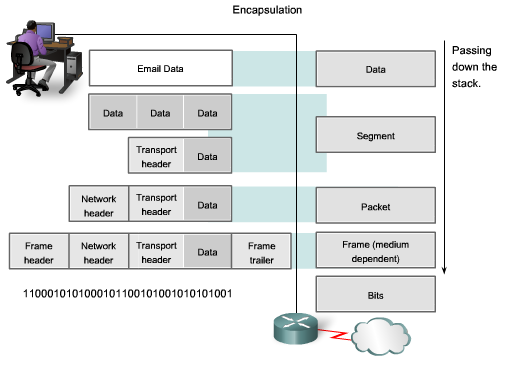 Encapsulation
Passing
down the
stack.
Email Data
Data
Data Data Data
Segment
Transport
header
Data
Network
header
Transport
header
Data
Packet
Frame
header
Network
header
Transport
header
Data
Frame
trailer
Frame (medium
dependent)
1100010101000101100101001010101001
Bits